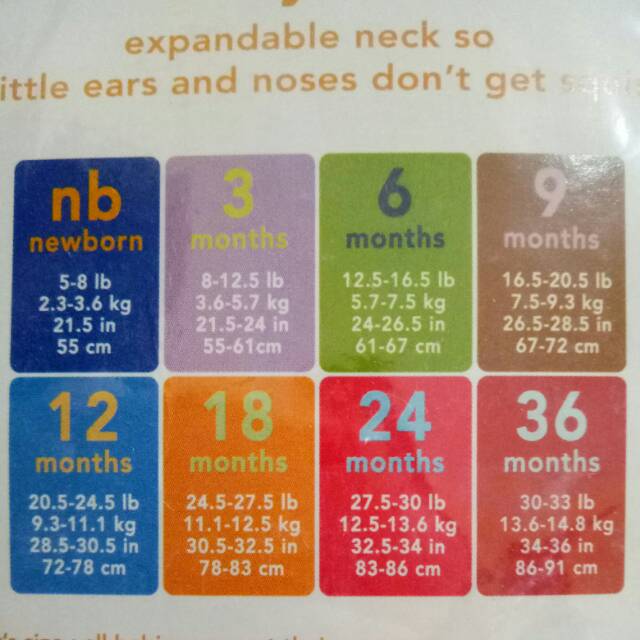 expandable neck so
ittle ears and noses don't get
nb
newborn
5-8 lb
2.3-3.6 kg
21.5 in
55 cm
3
months
8-12.5 lb
3.6-5.7 kg
21.5-24 in
55-61cm
6
months
12.5-16.5 lb
5.7-7.5 kg
24-26.5 in
61-67 cm
9
months
16.5-20.5 lb
7.5-9.3 kg
26.5-28.5 in
67-72 cm
12
months
20.5-24.5 lb
9.3-11.1 kg
28.5-30.5 in
72-78 cm
18
months
24.5-27.5 lb
11.1-12.5 kg
30.5-32.5 in
78-83 cm
24
months
27.5-30 lb
12.5-13.6 kg
32.5-34 in
83-86 cm
36
months
30-33 lb
13.6-14.8 kg
34-36 in
86-91 cm